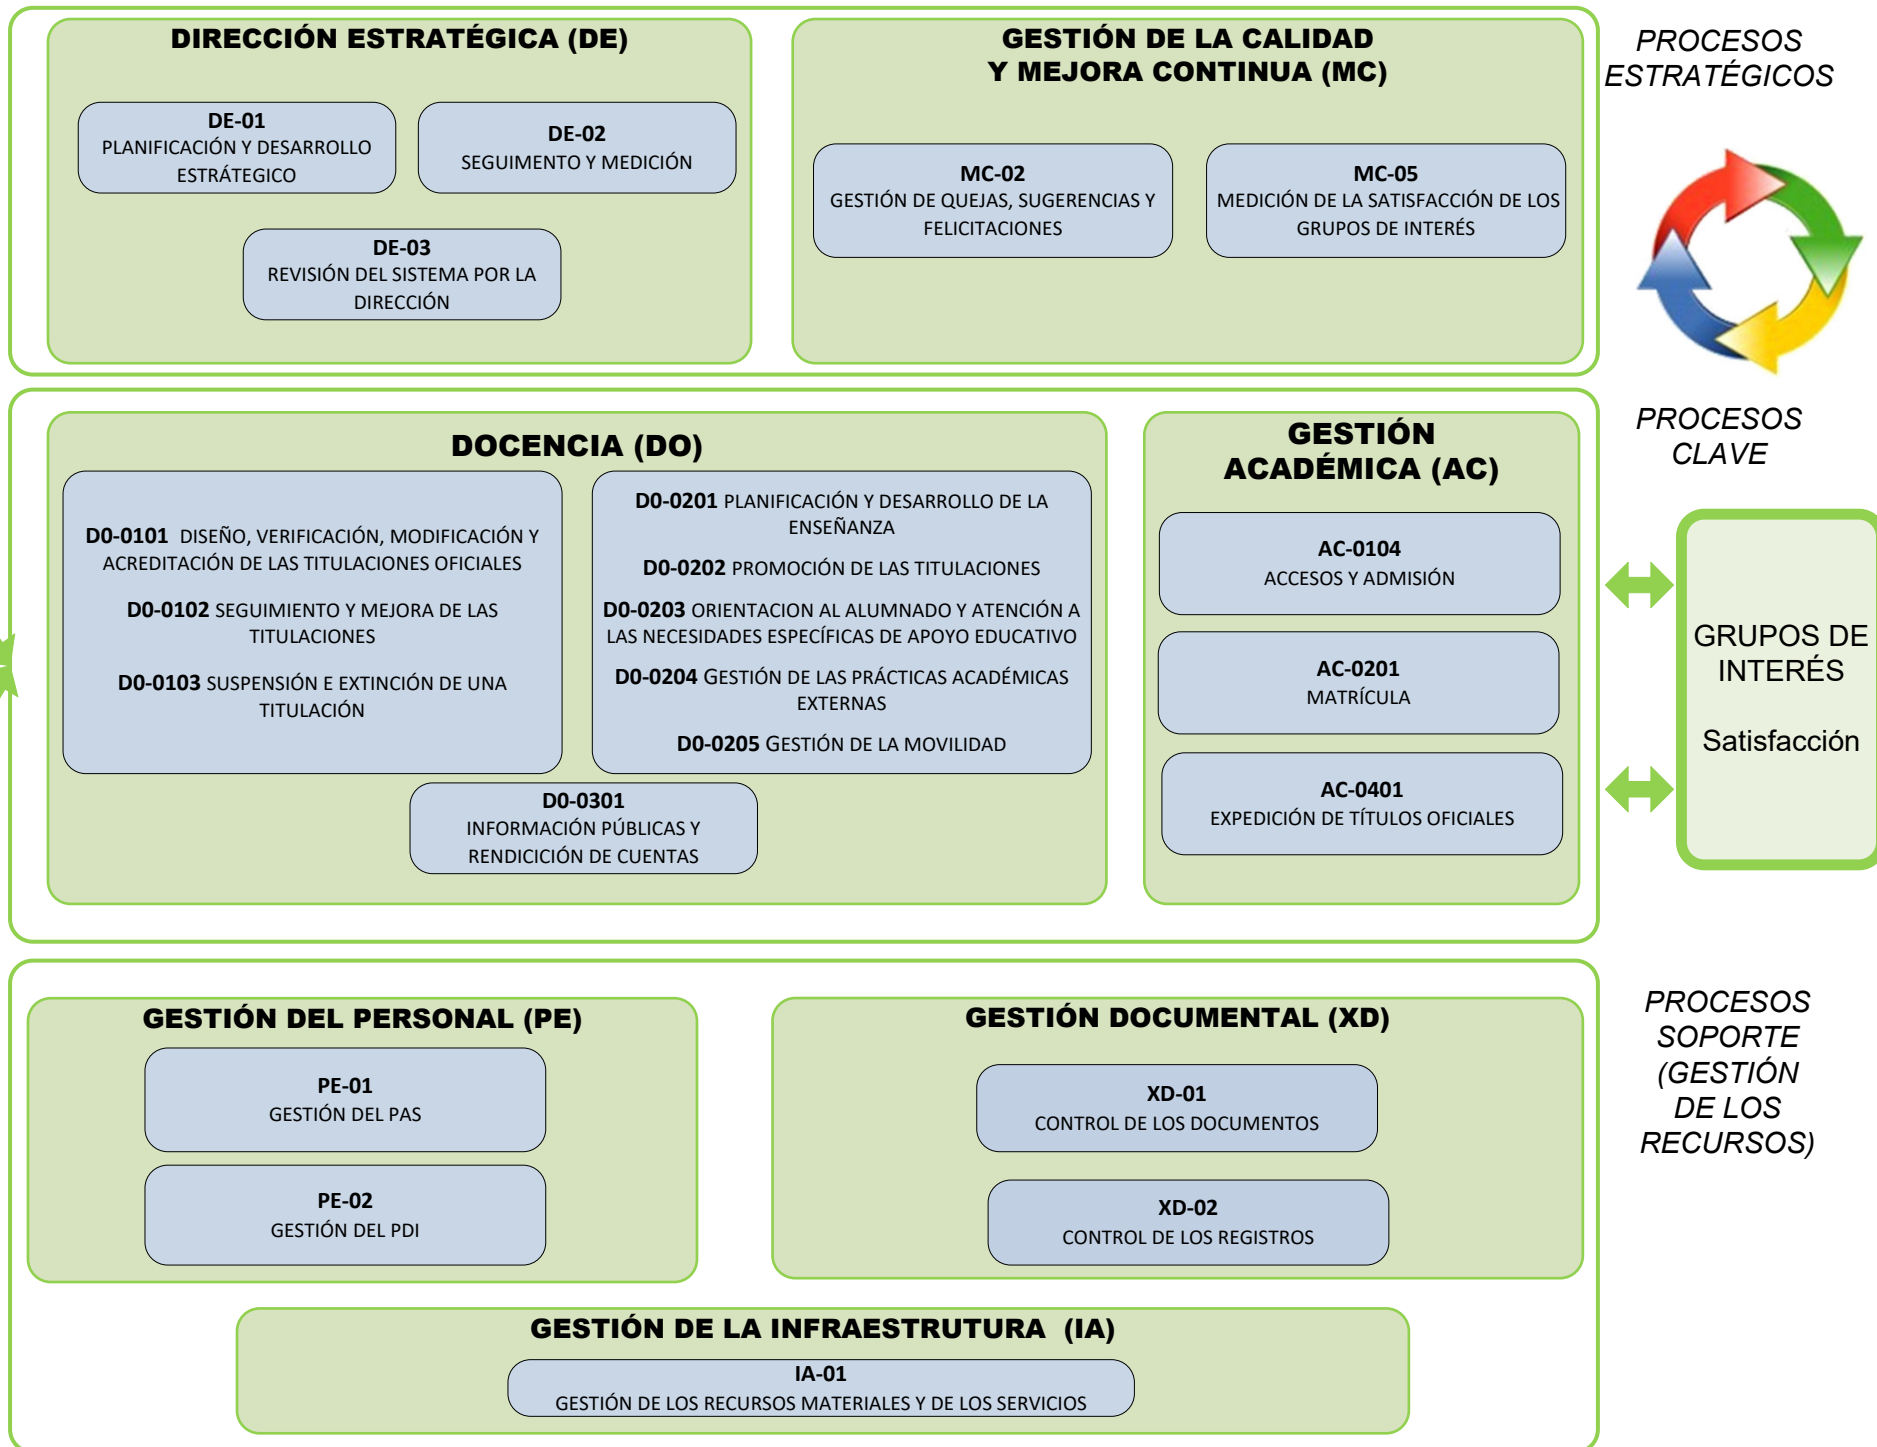 DIRECCIÓN ESTRATÉGICA (DE)
DE-01
PLANIFICACIÓN Y DESARROLLO
ESTRÁTEGICO
DE-02
SEGUIMENTO Y MEDICIÓN
DE-03
REVISIÓN DEL SISTEMA POR LA
DIRECCIÓN
GESTIÓN DE LA CALIDAD
Y MEJORA CONTINUA (MC)
MC-02
GESTIÓN DE QUEJAS, SUGERENCIAS Y
FELICITACIONES
MC-05
MEDICIÓN DE LA SATISFACCIÓN DE LOS
GRUPOS DE INTERÉS
PROCESOS
ESTRATÉGICOS
DOCENCIA (DO)
D0-0101 DISEÑO, VERIFICACIÓN, MODIFICACIÓN Y
ACREDITACIÓN DE LAS TITULACIONES OFICIALES
D0-0102 SEGUIMIENTO Y MEJORA DE LAS
TITULACIONES
D0-0103 SUSPENSIÓN E EXTINCIÓN DE UNA
TITULACIÓN
D0-0201 PLANIFICACIÓN Y DESARROLLO DE LA
ENSEÑANZA
D0-0202 PROMOCIÓN DE LAS TITULACIONES
D0-0203 ORIENTACION AL ALUMNADO Y ATENCIÓN A
LAS NECESIDADES ESPECÍFICAS DE APOYO EDUCATIVO
D0-0204 GESTIÓN DE LAS PRÁCTICAS ACADÉMICAS
EXTERNAS
D0-0205 GESTIÓN DE LA MOVILIDAD
D0-0301
INFORMACIÓN PÚBLICAS Y
RENDICICIÓN DE CUENTAS
GESTIÓN
ACADÉMICA (AC)
AC-0104
ACCESOS Y ADMISIÓN
AC-0201
MATRÍCULA
AC-0401
EXPEDICIÓN DE TÍTULOS OFICIALES
PROCESOS
CLAVE
GRUPOS DE
INTERÉS
Satisfacción
GESTIÓN DEL PERSONAL (PE)
PE-01
GESTIÓN DEL PAS
PE-02
GESTIÓN DEL PDI
GESTIÓN DOCUMENTAL (XD)
XD-01
CONTROL DE LOS DOCUMENTOS
XD-02
CONTROL DE LOS REGISTROS
PROCESOS
SOPORTE
(GESTIÓN
DE LOS
RECURSOS)
GESTIÓN DE LA INFRAESTRUTURA (IA)
IA-01
GESTIÓN DE LOS RECURSOS MATERIALES Y DE LOS SERVICIOS